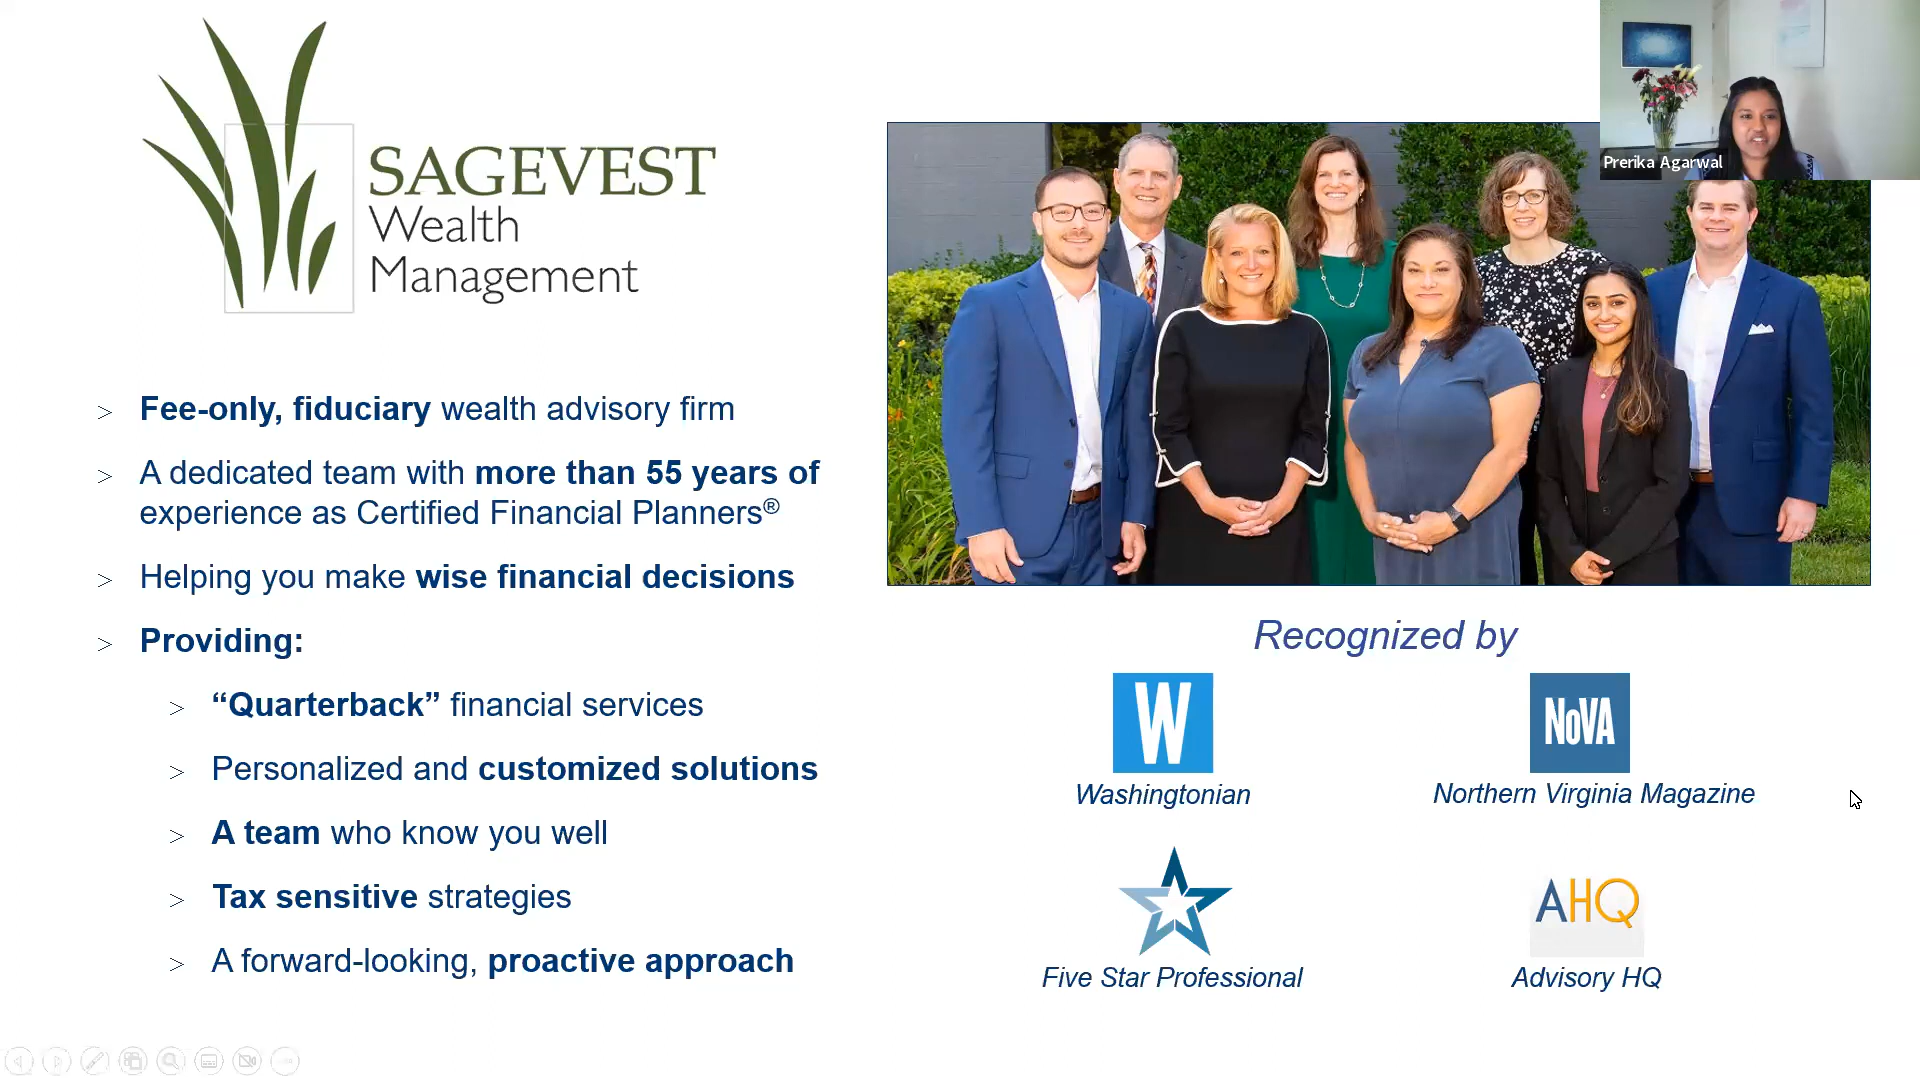 SAGEVEST
Wealth
Management
> Fee-only, fiduciary wealth advisory firm
> A dedicated team with more than 55 years of
experience as Certified Financial Planners®
> Helping you make wise financial decisions
> Providing:
> “Quarterback” financial services
> Personalized and customized solutions
> A team who know you well
> Tax sensitive strategies
> A forward-looking, proactive approach
Prerika Agarwal
Recognized by
W
Washingtonian
NoVA
Northern Virginia Magazine
Five Star Professional
AHQ
Advisory HQ